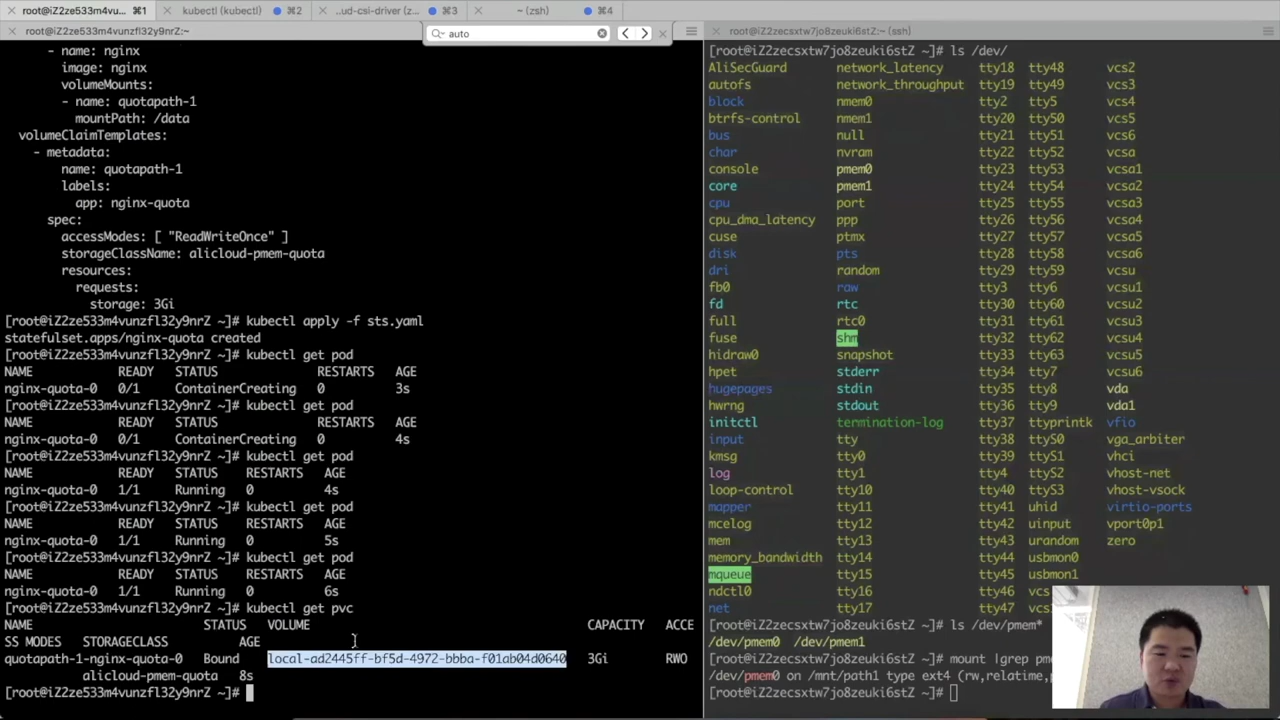 root@iZ2ze533m4vunzfl32y9nrZ:~... ⌘1
kubectl (kubectl) ⌘2
...ud-csi-driver (z... ⌘3
~ (zsh) ⌘4
root@iZ2ze533m4vunzfl32y9nrZ:~
auto
root@iZ2zecsxtw7jo8zeuki6stZ:~ (ssh)
- name: nginx
image: nginx
volumeMounts:
- name: quotapath-1
mountPath: /data
volumeClaimTemplates:
- metadata:
name: quotapath-1
labels:
app: nginx-quota
spec:
accessModes: [ "ReadWriteOnce" ]
storageClassName: alicloud-pmem-quota
resources:
requests:
storage: 3Gi
[root@iZ2ze533m4vunzfl32y9nrZ ~]# kubectl apply -f sts.yaml
statefulset.apps/nginx-quota created
[root@iZ2ze533m4vunzfl32y9nrZ ~]# kubectl get pod
NAME READY STATUS RESTARTS AGE
nginx-quota-0 0/1 ContainerCreating 0 3s
[root@iZ2ze533m4vunzfl32y9nrZ ~]# kubectl get pod
NAME READY STATUS RESTARTS AGE
nginx-quota-0 0/1 ContainerCreating 0 4s
[root@iZ2ze533m4vunzfl32y9nrZ ~]# kubectl get pod
NAME READY STATUS RESTARTS AGE
nginx-quota-0 1/1 Running 0 4s
[root@iZ2ze533m4vunzfl32y9nrZ ~]# kubectl get pod
NAME READY STATUS RESTARTS AGE
nginx-quota-0 1/1 Running 0 5s
[root@iZ2ze533m4vunzfl32y9nrZ ~]# kubectl get pod
NAME READY STATUS RESTARTS AGE
nginx-quota-0 1/1 Running 0 6s
[root@iZ2ze533m4vunzfl32y9nrZ ~]# kubectl get pvc
NAME STATUS VOLUME CAPACITY ACCE
SS MODES STORAGECLASS AGE
quotapath-1-nginx-quota-0 Bound local-ad2445ff-bf5d-4972-bbba-f01ab04d0640 3Gi RWO
alicloud-pmem-quota 8s
[root@iZ2ze533m4vunzfl32y9nrZ ~]#
[root@iZ2zecsxtw7jo8zeuki6stZ ~]# ls /dev/
AliSecGuard network_latency tty18 tty48 vcs2
autofs network_throughput tty19 tty49 vcs3
block nmem0 tty2 tty5 vcs4
btrfs-control nmem1 tty20 tty50 vcs5
bus null tty21 tty51 vcs6
char nvram tty22 tty52 vcsa
console pmem0 tty23 tty53 vcsa1
core pmem1 tty24 tty54 vcsa2
cpu port tty25 tty55 vcsa3
cpu_dma_latency ppp tty26 tty56 vcsa4
cuse ptmx tty27 tty57 vcsa5
disk pts tty28 tty58 vcsa6
dri random tty29 tty59 vcsu
fb0 raw tty3 tty6 vcsu1
fd rtc tty30 tty60 vcsu2
full rtc0 tty31 tty61 vcsu3
fuse shm tty32 tty62 vcsu4
hidraw0 snapshot tty33 tty63 vcsu5
hpet stderr tty34 tty7 vcsu6
hugepages stdin tty35 tty8 vda
hwrng stdout tty36 tty9 vda1
initctl termination-log tty37 ttyprintk vfio
input tty tty38 ttyS0 vga_arbiter
kmsg tty0 tty39 ttyS1 vhci
log tty1 tty4 ttyS2 vhost-net
loop-control tty10 tty40 ttyS3 vhost-vsock
mapper tty11 tty41 uhid virtio-ports
mcelog tty12 tty42 uinput vport0p1
mem tty13 tty43 urandom zero
memory_bandwidth tty14 tty44 usbmon0
mqueue tty15 tty45 usbmon1
ndctl0 tty16 tty46
net tty17 tty47
[root@iZ2zecsxtw7jo8zeuki6stZ ~]# ls /dev/pmem*
/dev/pmem0 /dev/pmem1
[root@iZ2zecsxtw7jo8zeuki6stZ ~]# mount |grep pme
/dev/pmem0 on /mnt/path1 type ext4 (rw,relatime,
[root@iZ2zecsxtw7jo8zeuki6stZ ~]#